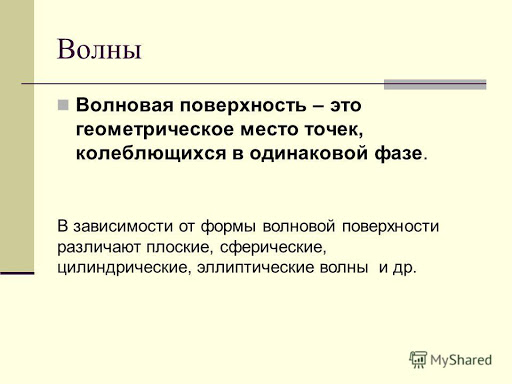 Волны
Волновая поверхность – это
геометрическое место точек,
колеблющихся в одинаковой фазе.
В зависимости от формы волновой поверхности
различают плоские, сферические,
цилиндрические, эллиптические волны и др.
MyShared